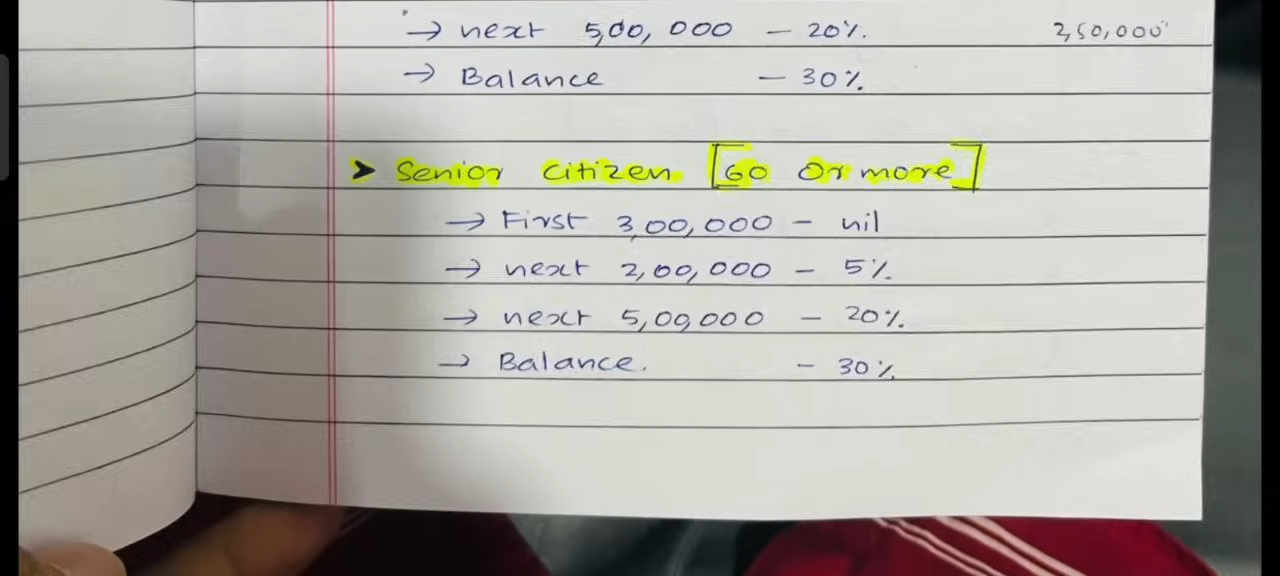 → next 5,00,000 – 20%. 2,50,000
→ Balance – 30%
➤ Senior citizen [60 Or more]
→ First 3,00,000 – nil
→ next 2,00,000 – 5%.
→ next 5,00,000 – 20%.
→ Balance. – 30%